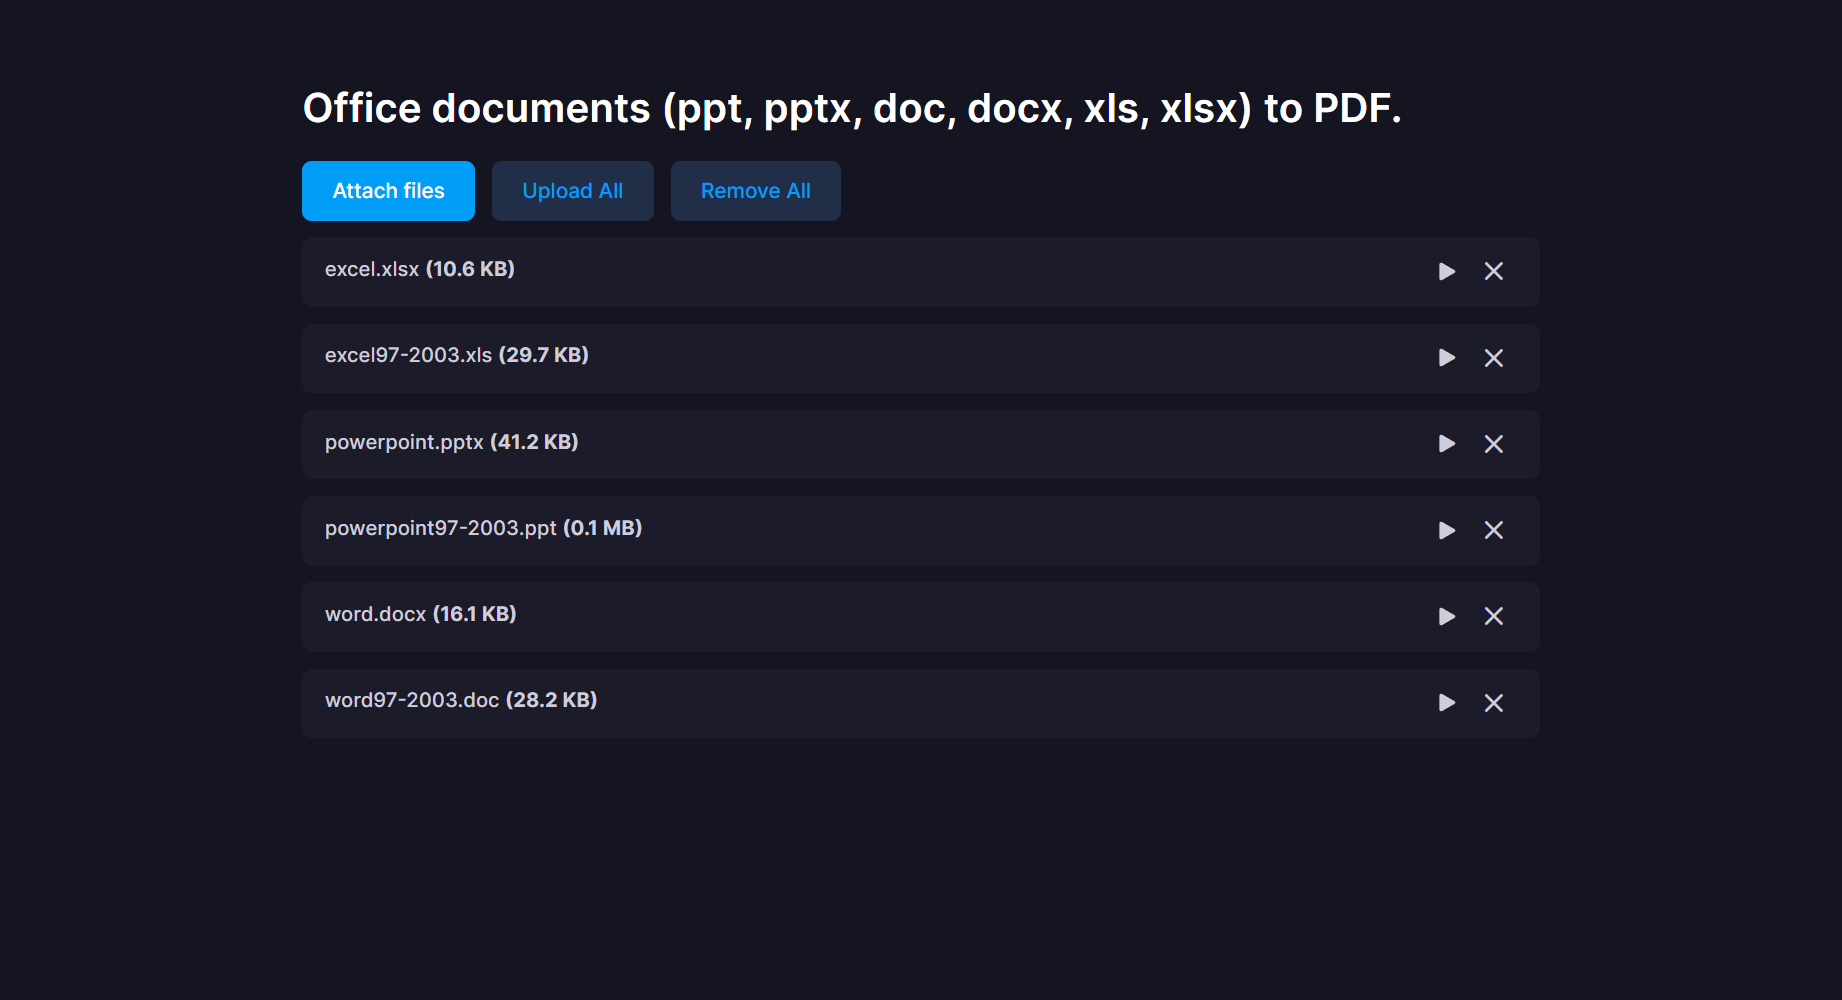 Office documents (ppt, pptx, doc, docx, xls, xlsx) to PDF.
Attach files Upload All Remove All
excel.xlsx (10.6 KB)
excel97-2003.xls (29.7 KB)
powerpoint.pptx (41.2 KB)
powerpoint97-2003.ppt (0.1 MB)
word.docx (16.1 KB)
word97-2003.doc (28.2 KB)